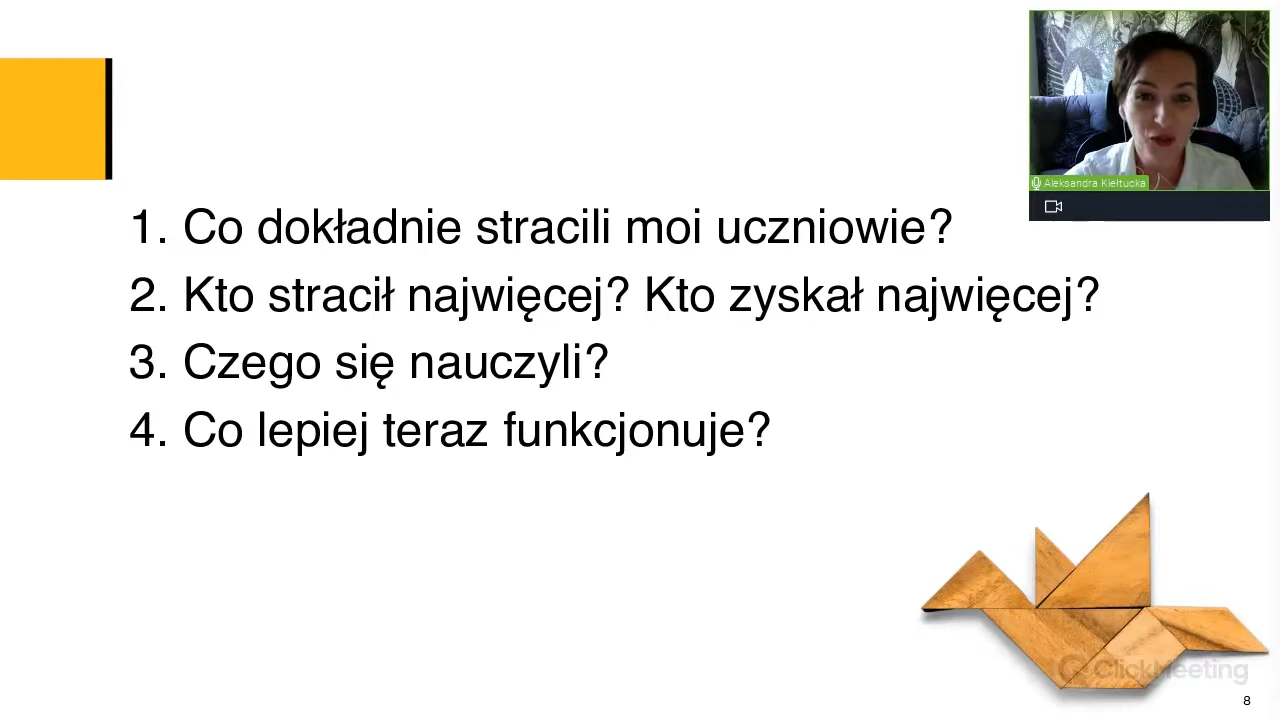 Aleksandra Kiełtucka
1. Co dokładnie stracili moi uczniowie?
2. Kto stracił najwięcej? Kto zyskał najwięcej?
3. Czego się nauczyli?
4. Co lepiej teraz funkcjonuje?
ClickMeeting
8